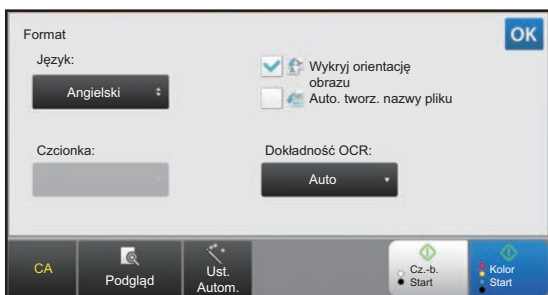 Format
OK
Język:
Angielski
Wykryj orientację
obrazu
Auto. tworz. nazwy pliku
Czcionka:
Dokładność OCR:
Auto
CA
Podgląd
Ust.
Autom.
Cz.-b.
Start
Kolor
Start